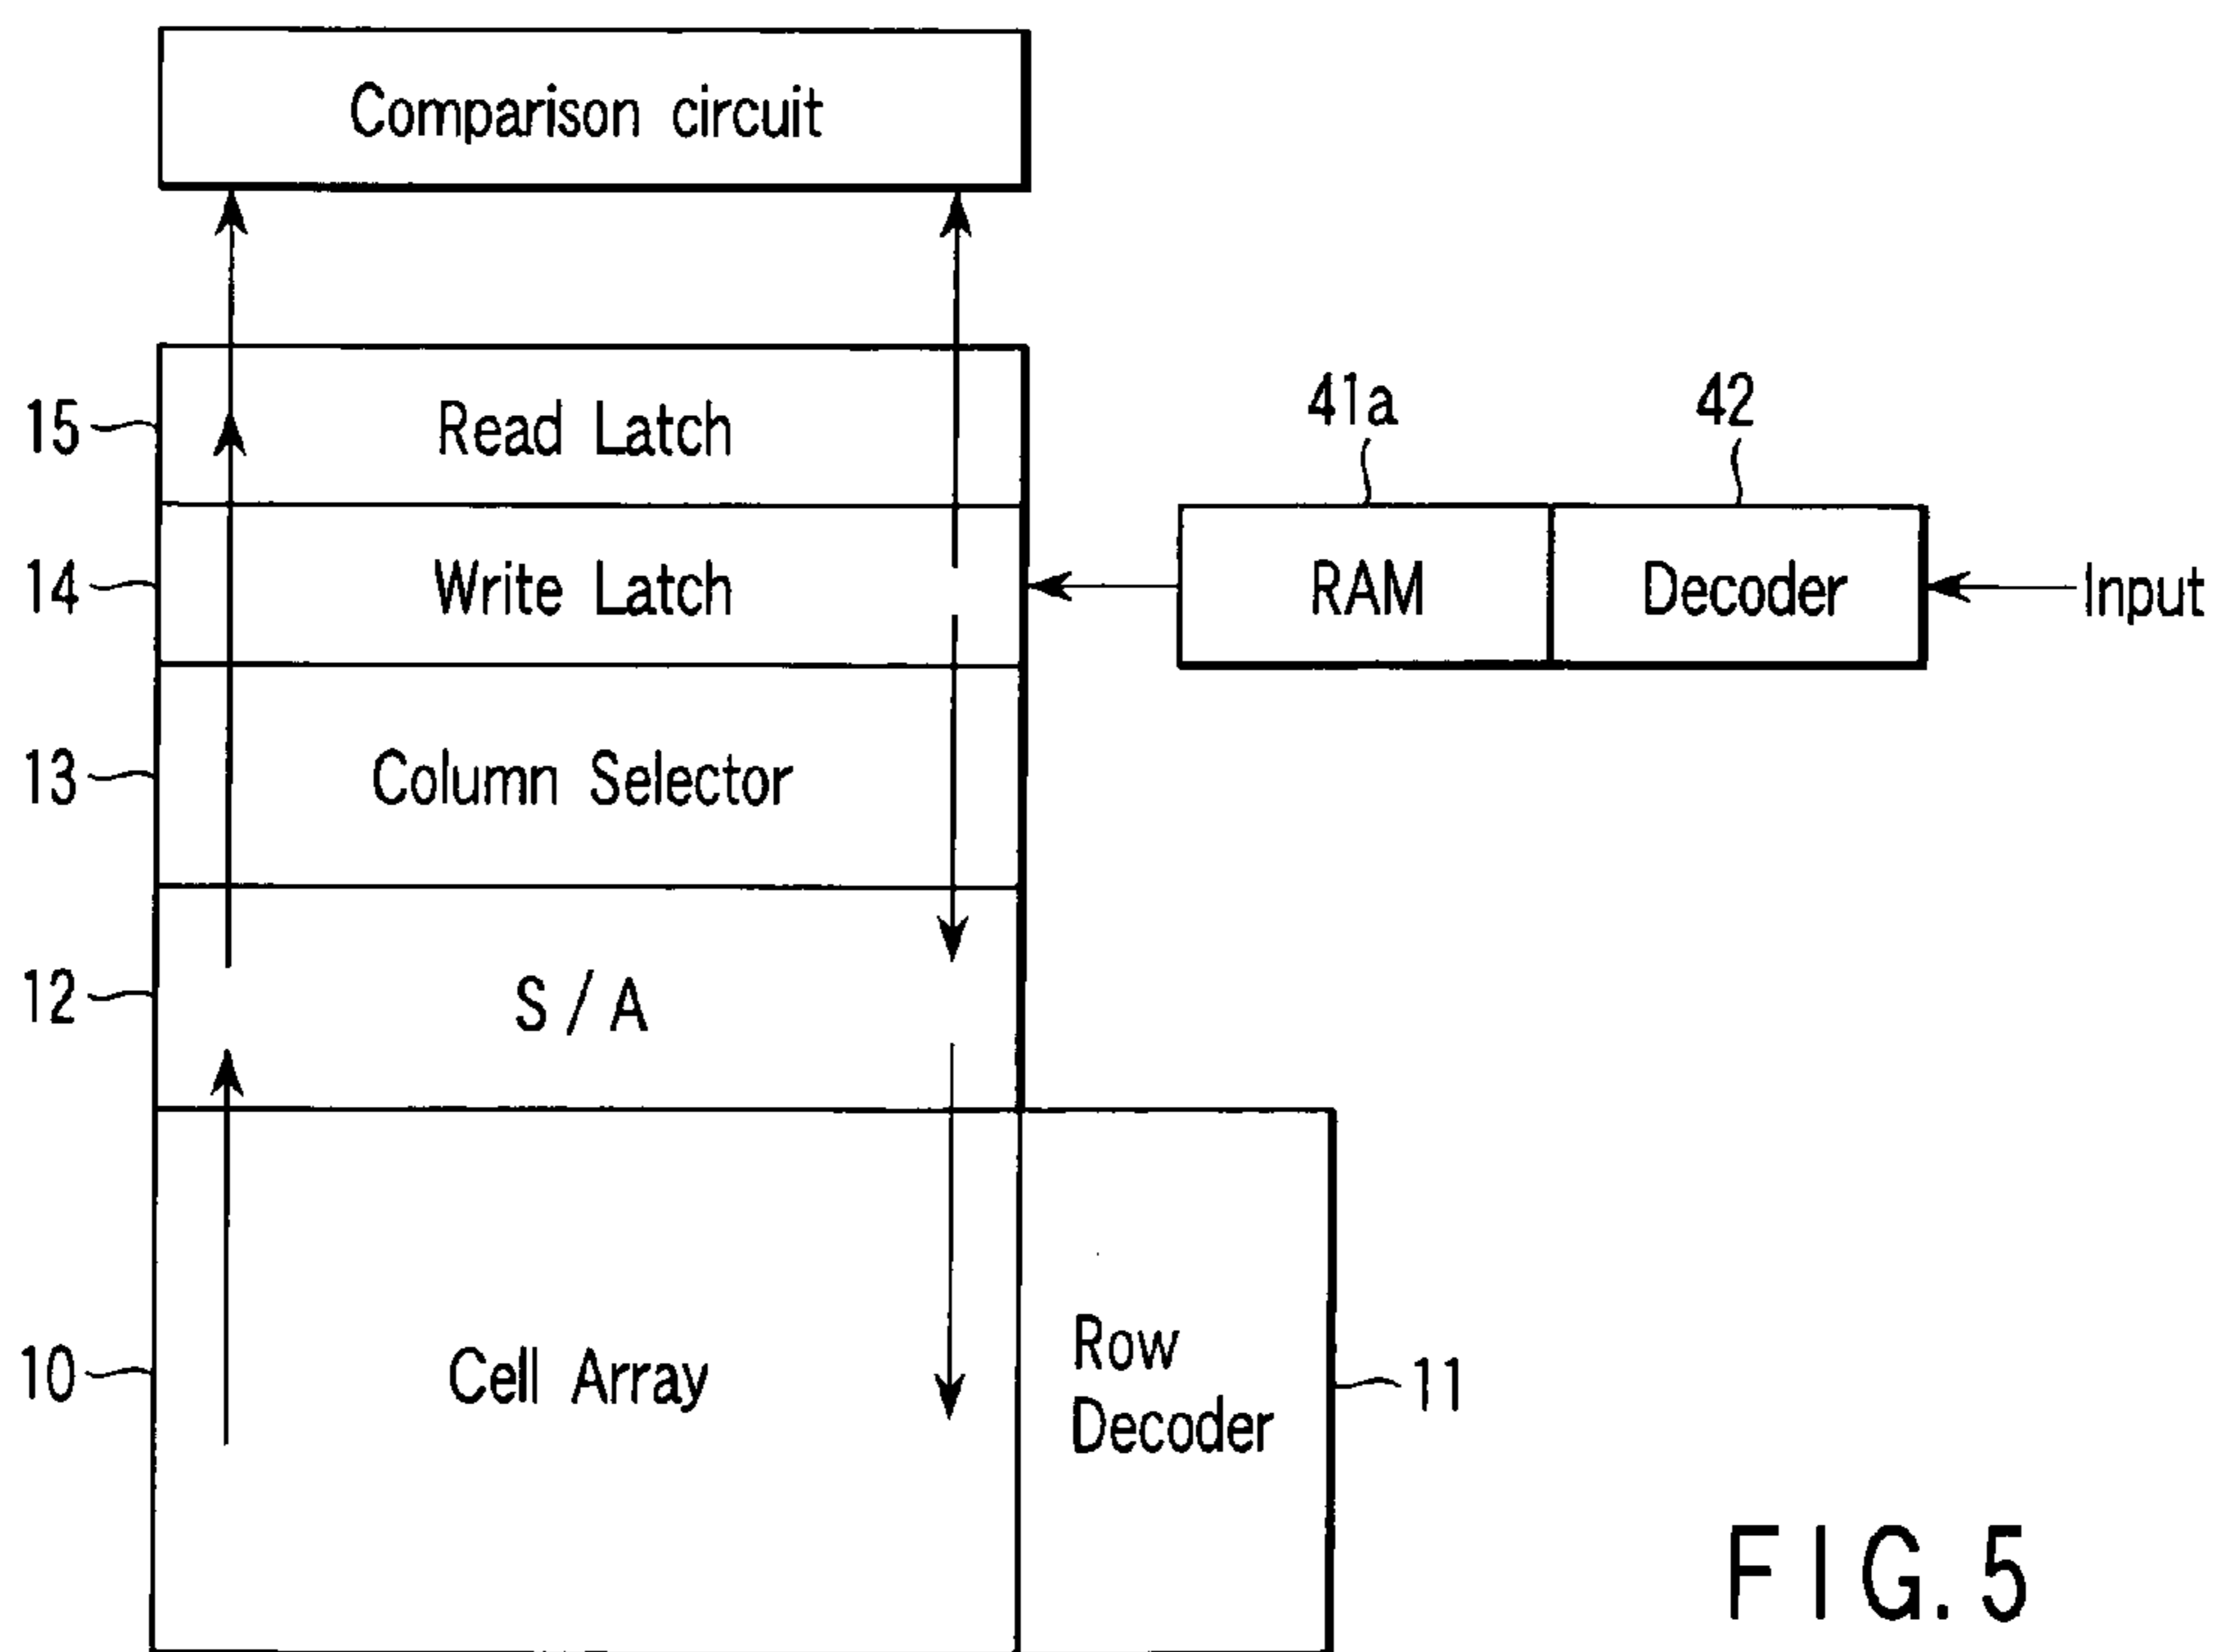 Comparison circuit
15
Read Latch
41a
42
14
Write Latch
RAM
Decoder
Input
13
Column Selector
12
S/A
10
Cell Array
Row
Decoder
11
FIG. 5